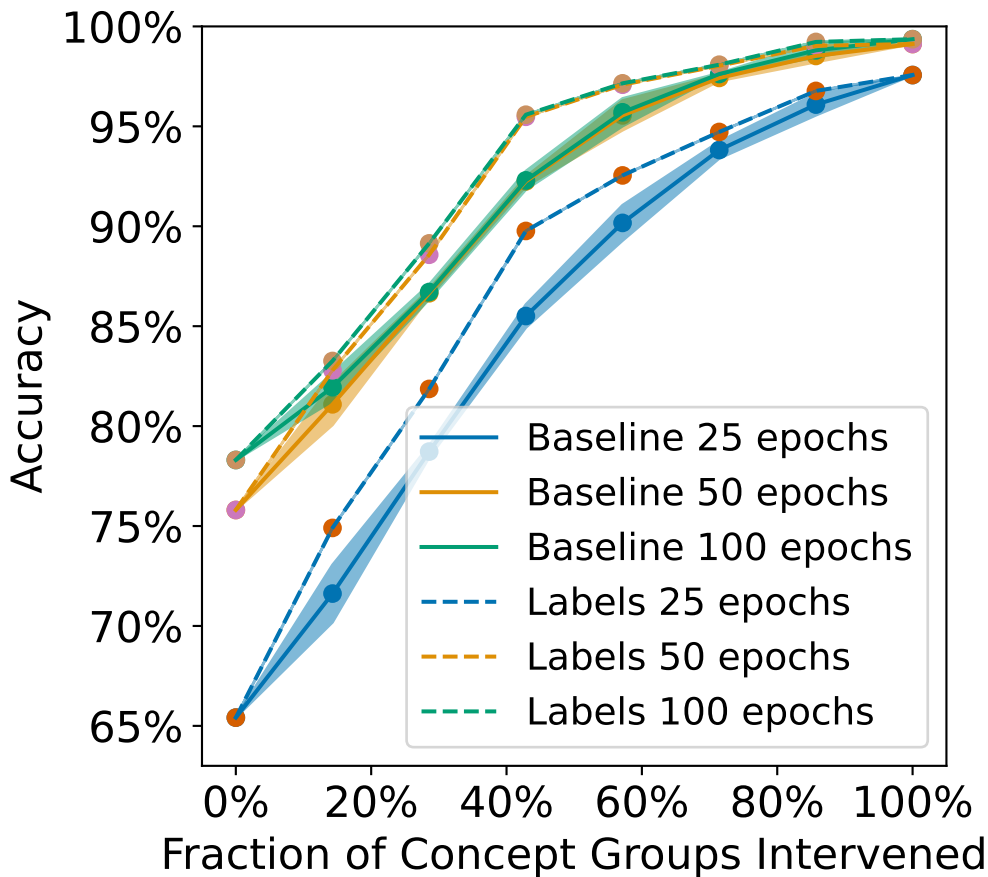 100%
95%
90%
85%
80%
75%
70%
65%
Accuracy
Baseline 25 epochs
Baseline 50 epochs
Baseline 100 epochs
Labels 25 epochs
Labels 50 epochs
Labels 100 epochs
0% 20% 40% 60% 80% 100%
Fraction of Concept Groups Intervened